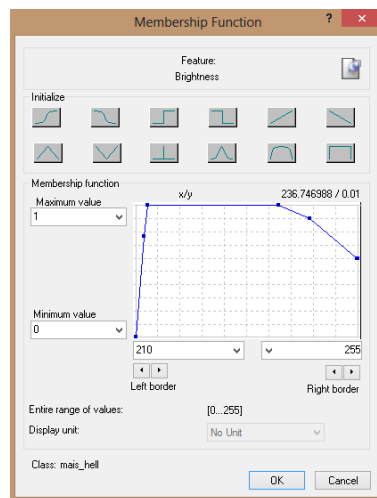 Membership Function
?
×
Feature:
Brightness
Initialize
Membership function
Maximum value
x/y
236.746988 / 0.01
1
Minimum value
0
210
255
Left border
Right border
Entire range of values:
[0...255]
Display unit:
No Unit
Class: mais_hell
OK
Cancel